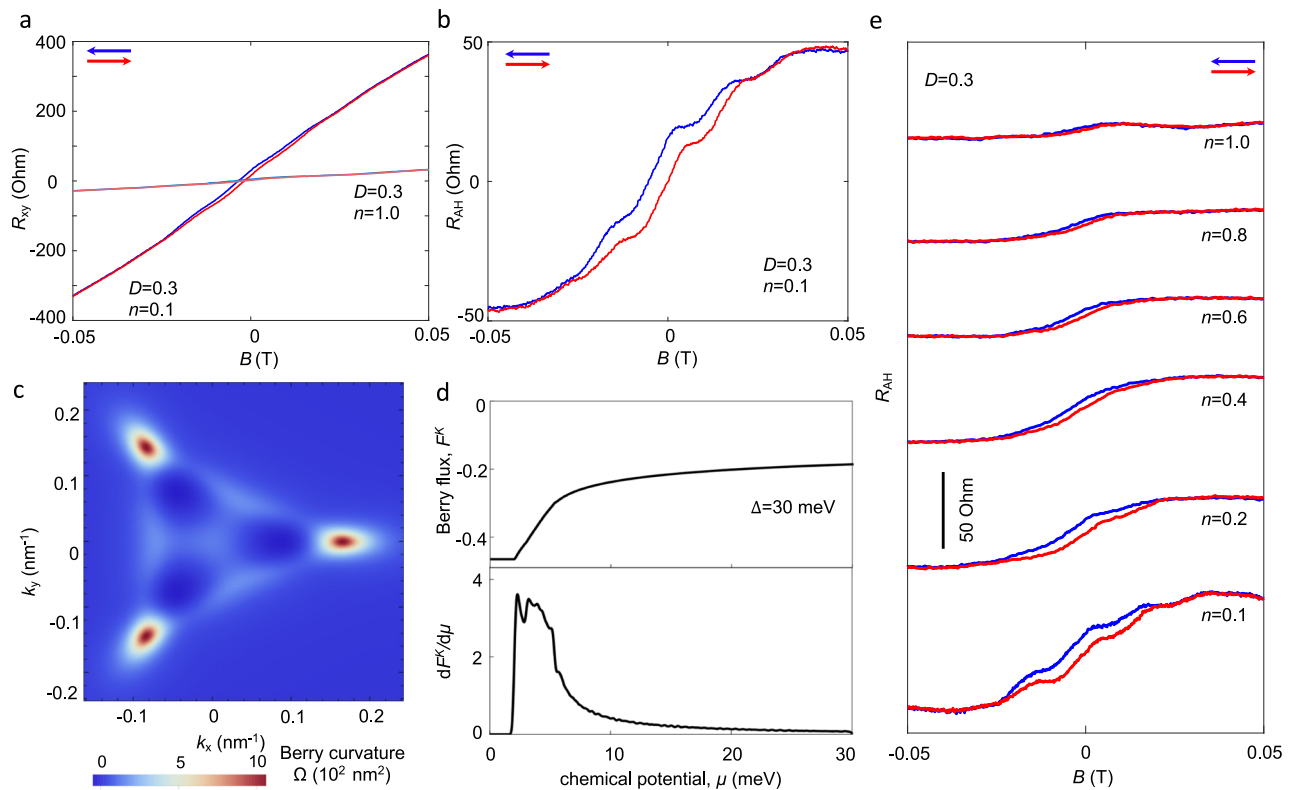 a
400
200
0
-200
-400
R_xy (Ohm)
D=0.3
n=1.0
D=0.3
n=0.1
-0.05
0
0.05
B (T)
b
50
0
-50
R_AH (Ohm)
D=0.3
n=0.1
-0.05
0
0.05
B (T)
c
0.2
0.1
0
-0.1
-0.2
k_y (nm⁻¹)
-0.1
0
0.1
0.2
k_x (nm⁻¹)
0
5
10
Berry curvature
Ω (10² nm²)
d
0
-0.2
-0.4
Berry flux, F^K
Δ=30 meV
4
2
0
dF^K/dμ
0
10
20
30
chemical potential, μ (meV)
e
D=0.3
n=1.0
n=0.8
n=0.6
n=0.4
n=0.2
n=0.1
R_AH
50 Ohm
-0.05
0
0.05
B (T)